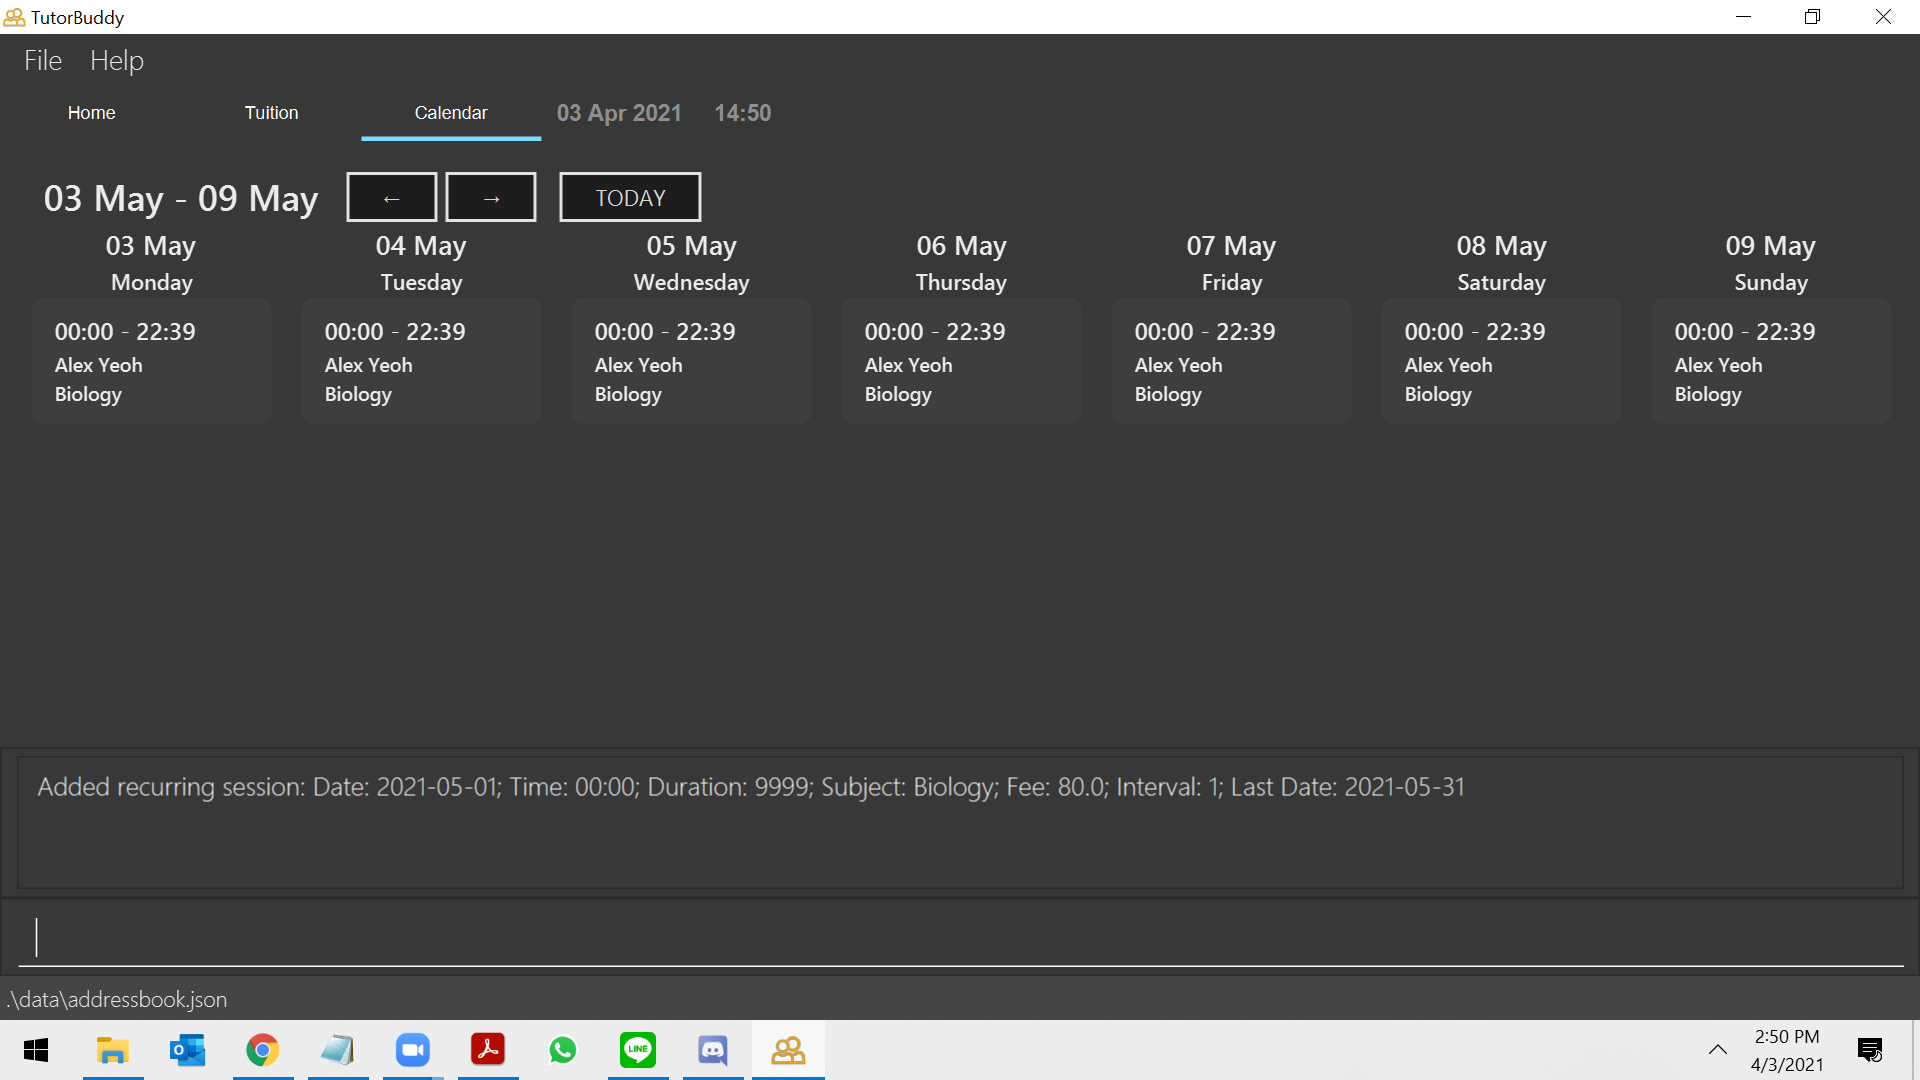 TutorBuddy
File Help
Home Tuition Calendar 03 Apr 2021 14:50
03 May - 09 May ← → TODAY
03 May 04 May 05 May 06 May 07 May 08 May 09 May
Monday Tuesday Wednesday Thursday Friday Saturday Sunday
00:00 - 22:39 00:00 - 22:39 00:00 - 22:39 00:00 - 22:39 00:00 - 22:39 00:00 - 22:39 00:00 - 22:39
Alex Yeoh Alex Yeoh Alex Yeoh Alex Yeoh Alex Yeoh Alex Yeoh Alex Yeoh
Biology Biology Biology Biology Biology Biology Biology
Added recurring session: Date: 2021-05-01; Time: 00:00; Duration: 9999; Subject: Biology; Fee: 80.0; Interval: 1; Last Date: 2021-05-31
.\data\addressbook.json
LINE
2:50 PM
4/3/2021